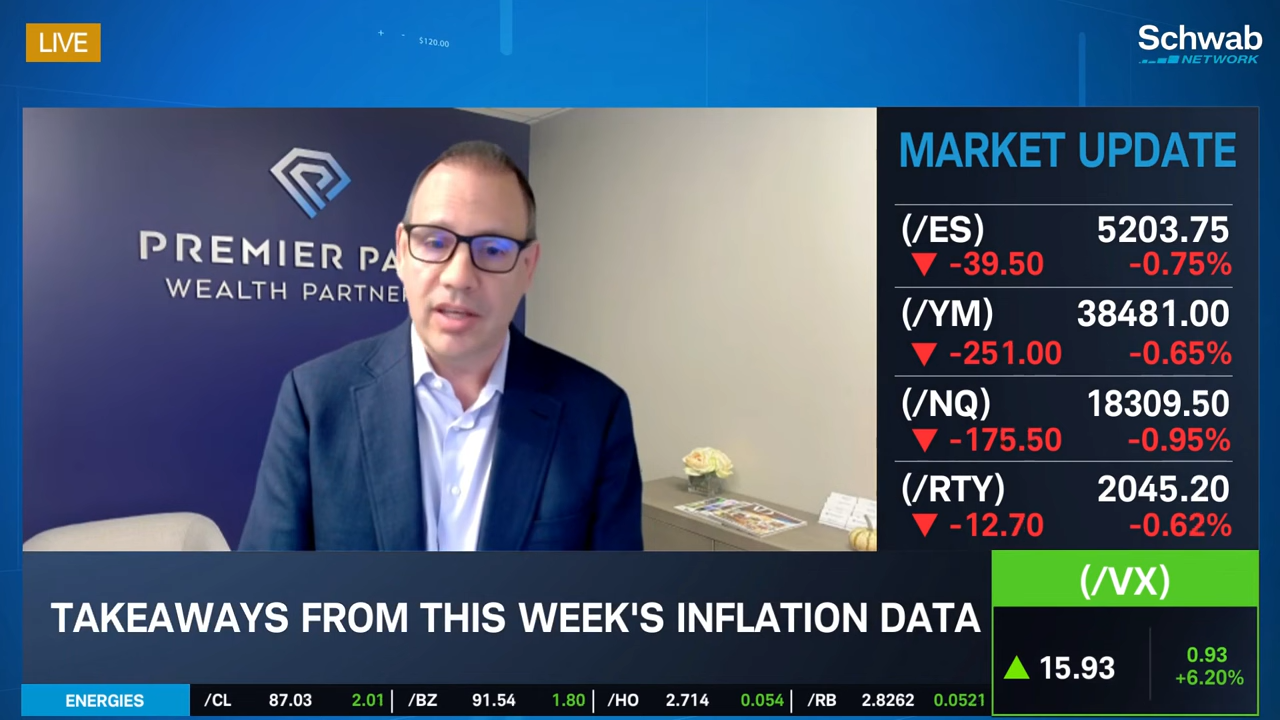 LIVE
+ - $120.00
Schwab
NETWORK
PREMIER PA
WEALTH PARTNE
MARKET UPDATE
(/ES) 5203.75
▼ -39.50 -0.75%
(/YM) 38481.00
▼ -251.00 -0.65%
(/NQ) 18309.50
▼ -175.50 -0.95%
(/RTY) 2045.20
▼ -12.70 -0.62%
(/VX)
▲ 15.93 0.93
+6.20%
TAKEAWAYS FROM THIS WEEK'S INFLATION DATA
ENERGIES /CL 87.03 2.01 /BZ 91.54 1.80 /HO 2.714 0.054 /RB 2.8262 0.0521